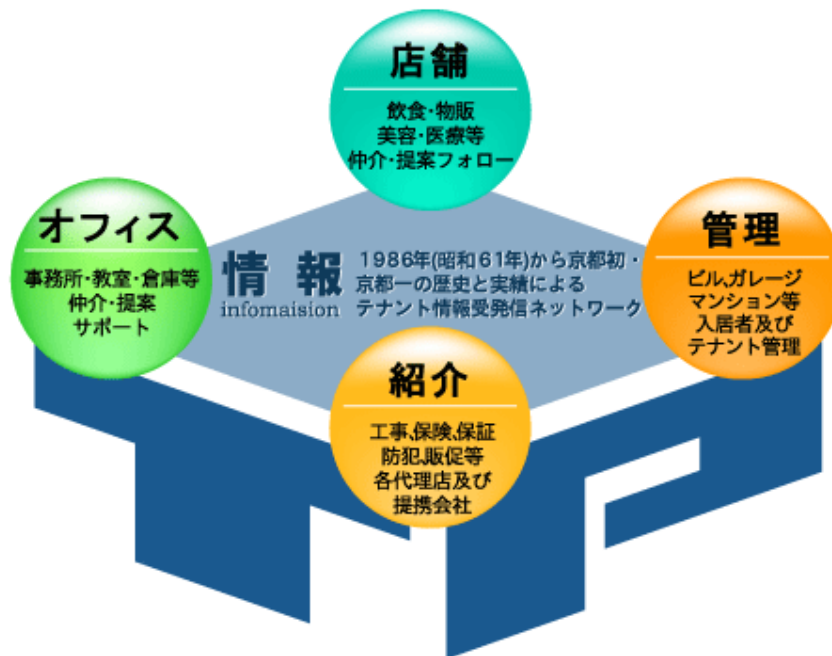 店舗
飲食・物販
美容・医療等
仲介・提案フォロー
オフィス
事務所・教室・倉庫等
仲介・提案
サポート
情報
infomaision
1986年(昭和61年)から京都初・
京都一の歴史と実績による
テナント情報受発信ネットワーク
管理
ビル、ガレージ
マンション等
入居者及び
テナント管理
紹介
工事、保険、保証
防犯、販促等
各代理店及び
提携会社